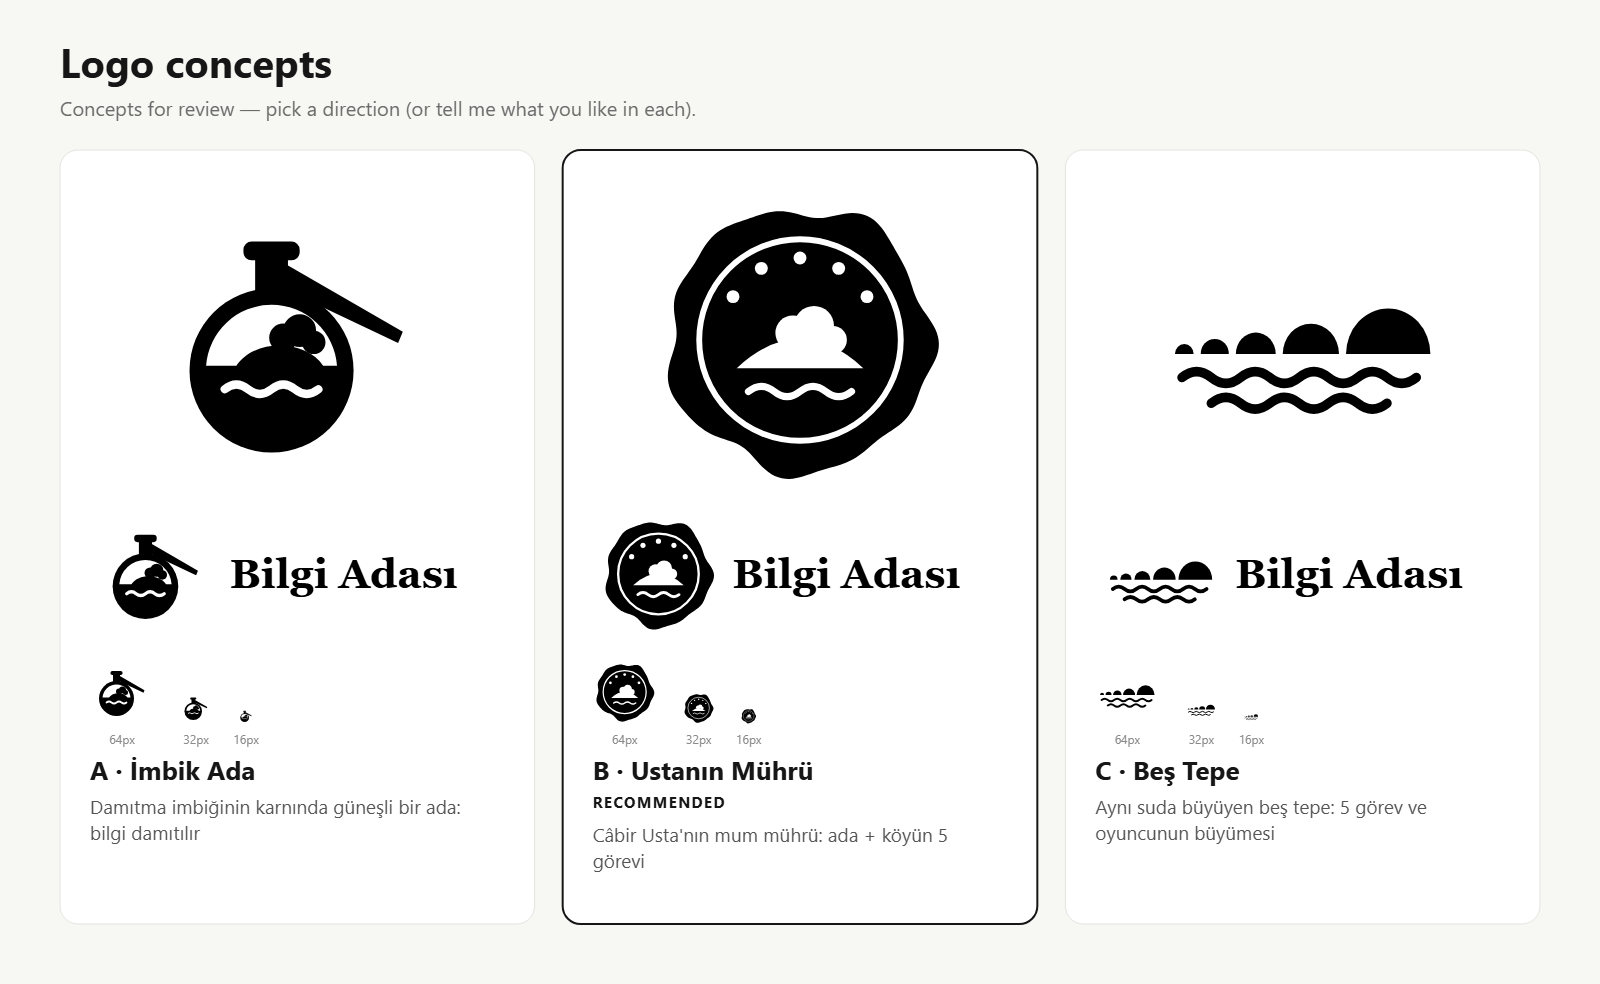 Logo concepts
Concepts for review — pick a direction (or tell me what you like in each).
Bilgi Adası
64px 32px 16px
A · İmbik Ada
Damıtma imbiğinin karnında güneşli bir ada:
bilgi damıtılır
Bilgi Adası
64px 32px 16px
B · Ustanın Mührü
RECOMMENDED
Câbir Usta'nın mum mührü: ada + köyün 5
görevi
Bilgi Adası
64px 32px 16px
C · Beş Tepe
Aynı suda büyüyen beş tepe: 5 görev ve
oyuncunun büyümesi